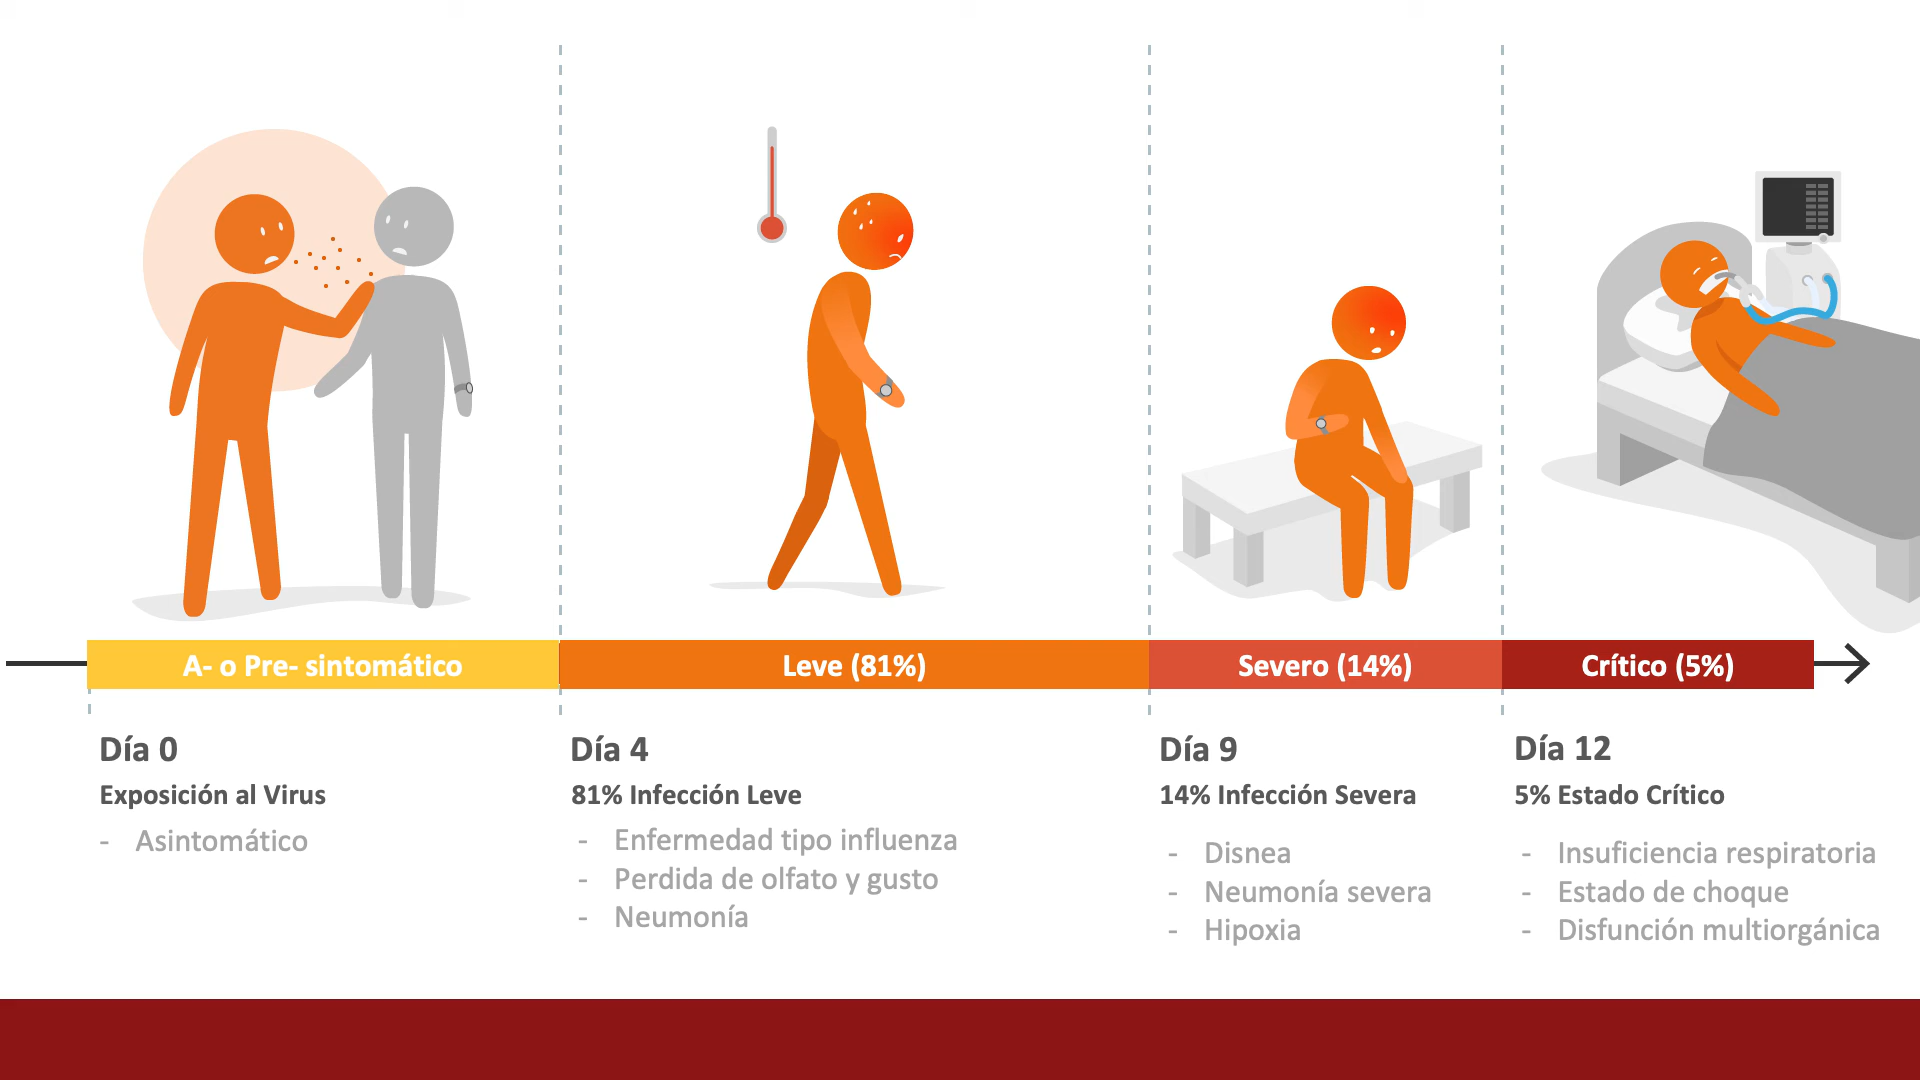 A- o Pre- sintomático
Leve (81%)
Severo (14%)
Crítico (5%)
Día 0
Exposición al Virus
- Asintomático
Día 4
81% Infección Leve
- Enfermedad tipo influenza
- Perdida de olfato y gusto
- Neumonía
Día 9
14% Infección Severa
- Disnea
- Neumonía severa
- Hipoxia
Día 12
5% Estado Crítico
- Insuficiencia respiratoria
- Estado de choque
- Disfunción multiorgánica